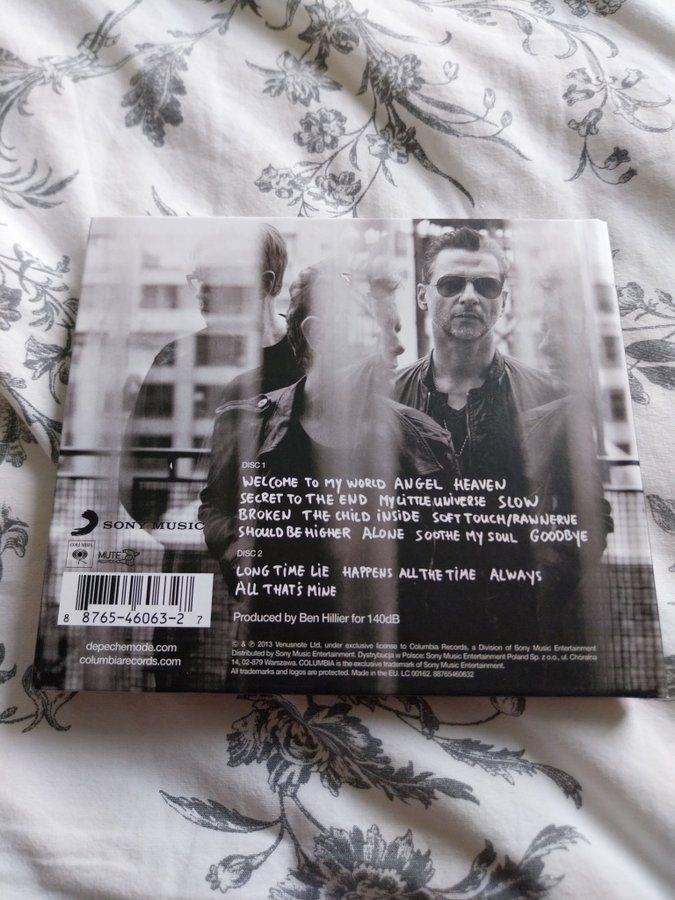 DISC 1
WELCOME TO MY WORLD ANGEL HEAVEN
SECRET TO THE END MY LITTLE UNIVERSE SLOW
BROKEN THE CHILD INSIDE SOFT TOUCH/RAW NERVE
SHOULD BE HIGHER ALONE SOOTHE MY SOUL GOODBYE
DISC 2
LONG TIME LIE HAPPENS ALL THE TIME ALWAYS
ALL THAT'S MINE
Produced by Ben Hillier for 140dB
© & ℗ 2013 Venusnote Ltd, under exclusive license to Columbia Records, a Division of Sony Music Entertainment
Distributed by Sony Music Entertainment. Dystrybucja w Polsce: Sony Music Entertainment Poland Sp. z o.o., ul. Chóralna
14, 02-879 Warszawa. COLUMBIA is the exclusive trademark of Sony Music Entertainment.
All trademarks and logos are protected. Made in the EU. LC 00162. 88765460632
SONY MUSIC
COLUMBIA
MUTE
8 8765-46063-2 7
depechemode.com
columbiarecords.com